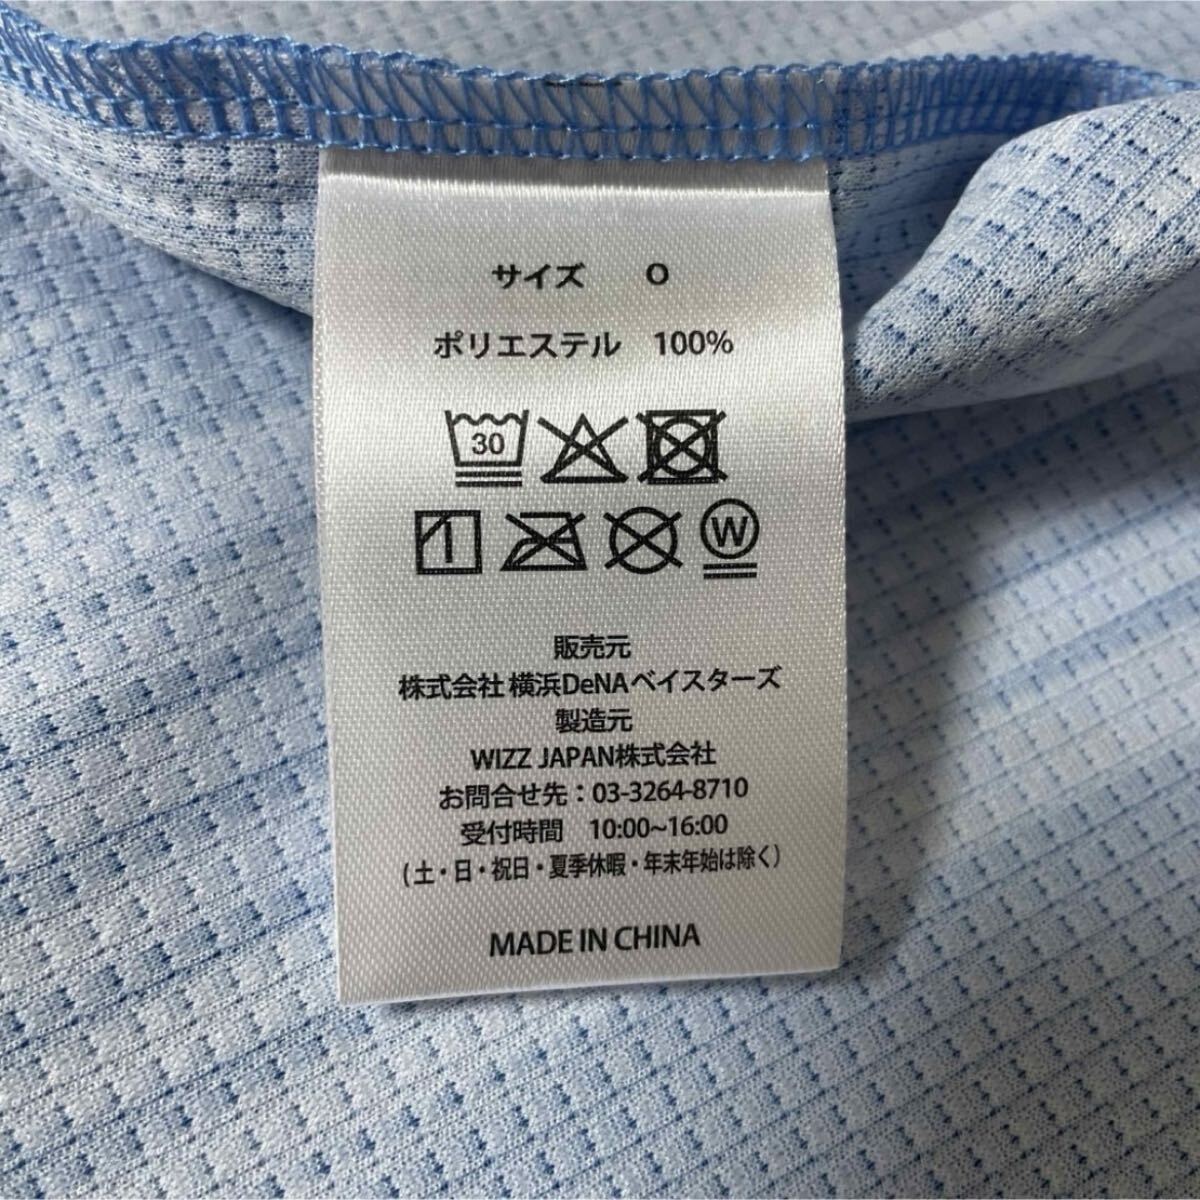 サイズ O
ポリエステル 100%
30
W
販売元
株式会社 横浜DeNAベイスターズ
製造元
WIZZ JAPAN株式会社
お問合せ先：03-3264-8710
受付時間 10:00~16:00
(土・日・祝日・夏季休暇・年末年始は除く)
MADE IN CHINA